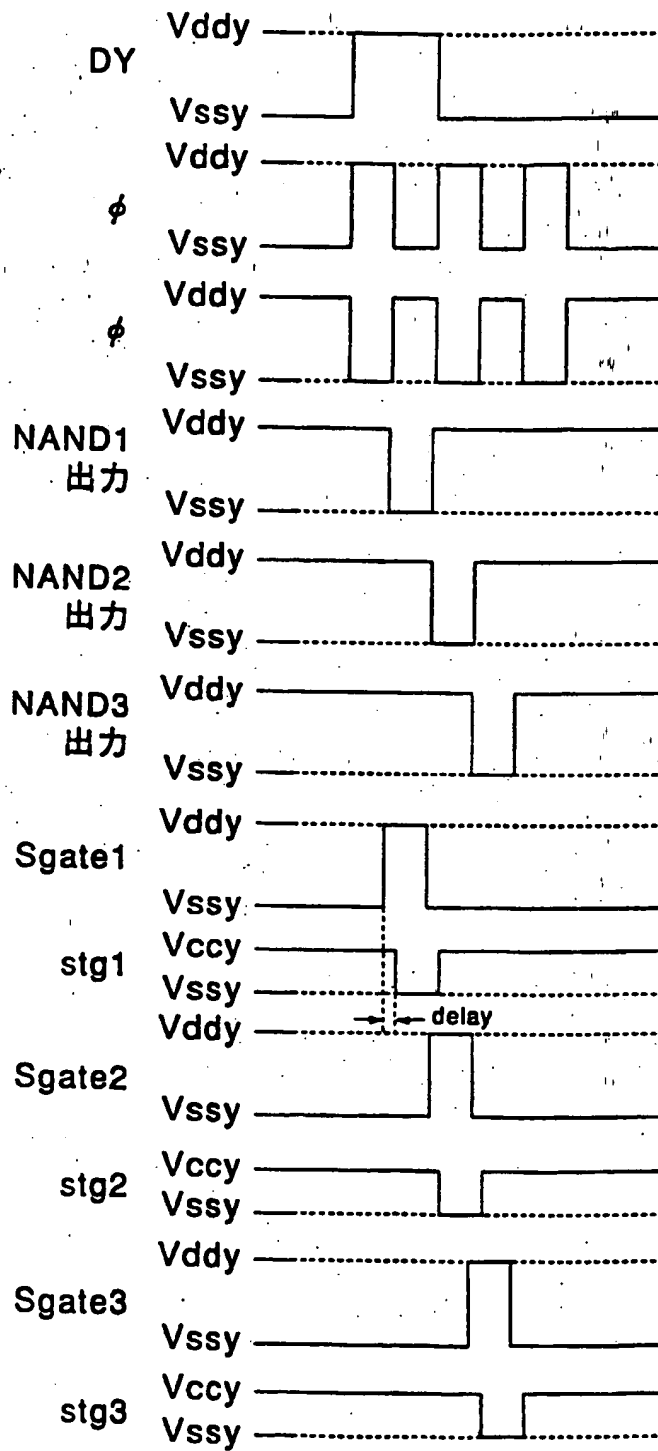 Vddy
DY
Vssy
Vddy
φ
Vssy
Vddy
φ
Vssy
Vddy
NAND1
出力
Vssy
Vddy
NAND2
出力
Vssy
Vddy
NAND3
出力
Vssy
Vddy
Sgate1
Vssy
Vccy
stg1
Vssy
delay
Vddy
Sgate2
Vssy
Vccy
stg2
Vssy
Vddy
Sgate3
Vssy
Vccy
stg3
Vssy